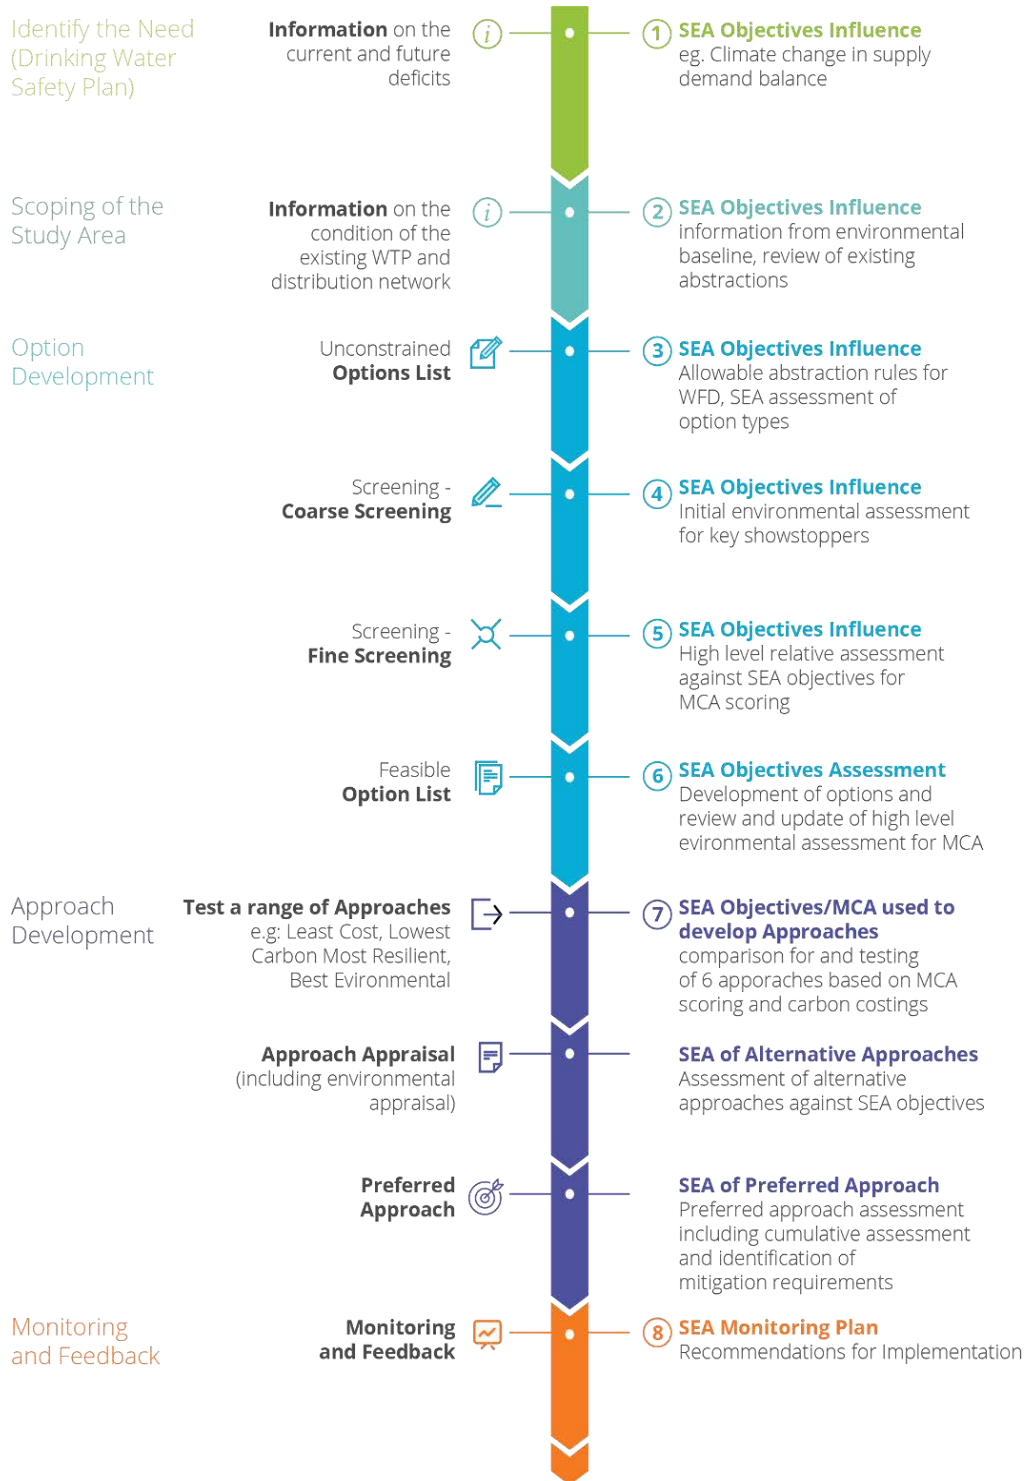 Identify the Need
(Drinking Water
Safety Plan)
Information on the
current and future
deficits
i
1 SEA Objectives Influence
eg. Climate change in supply
demand balance
Scoping of the
Study Area
Information on the
condition of the
existing WTP and
distribution network
i
2 SEA Objectives Influence
information from environmental
baseline, review of existing
abstractions
Option
Development
Unconstrained
Options List
3 SEA Objectives Influence
Allowable abstraction rules for
WFD, SEA assessment of
option types
Screening -
Coarse Screening
4 SEA Objectives Influence
Initial environmental assessment
for key showstoppers
Screening -
Fine Screening
5 SEA Objectives Influence
High level relative assessment
against SEA objectives for
MCA scoring
Feasible
Option List
6 SEA Objectives Assessment
Development of options and
review and update of high level
evironmental assessment for MCA
Approach
Development
Test a range of Approaches
e.g: Least Cost, Lowest
Carbon Most Resilient,
Best Evironmental
7 SEA Objectives/MCA used to
develop Approaches
comparison for and testing
of 6 apporaches based on MCA
scoring and carbon costings
Approach Appraisal
(including environmental
appraisal)
SEA of Alternative Approaches
Assessment of alternative
approaches against SEA objectives
Preferred
Approach
SEA of Preferred Approach
Preferred approach assessment
including cumulative assessment
and identification of
mitigation requirements
Monitoring
and Feedback
Monitoring
and Feedback
8 SEA Monitoring Plan
Recommendations for Implementation